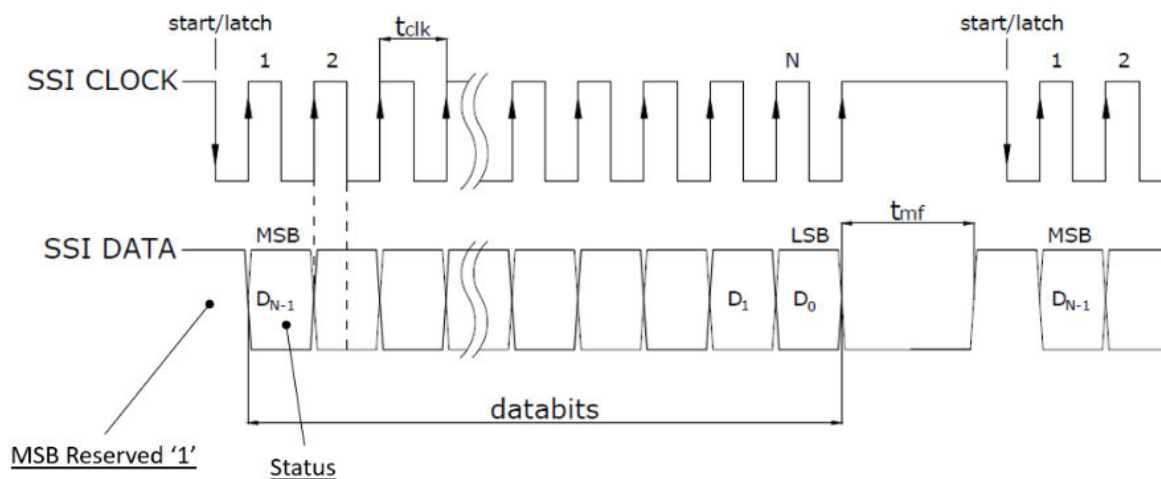 start/latch
tclk
start/latch
1
2
N
1
2
SSI CLOCK
tmf
MSB
LSB
MSB
SSI DATA
DN-1
D1
D0
DN-1
databits
MSB Reserved ‘1’
Status